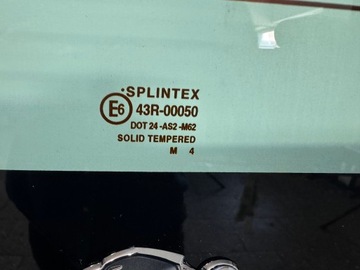 SPLINTEX
E6 43R-00050
DOT 24 -AS2 -M62
SOLID TEMPERED
M 4